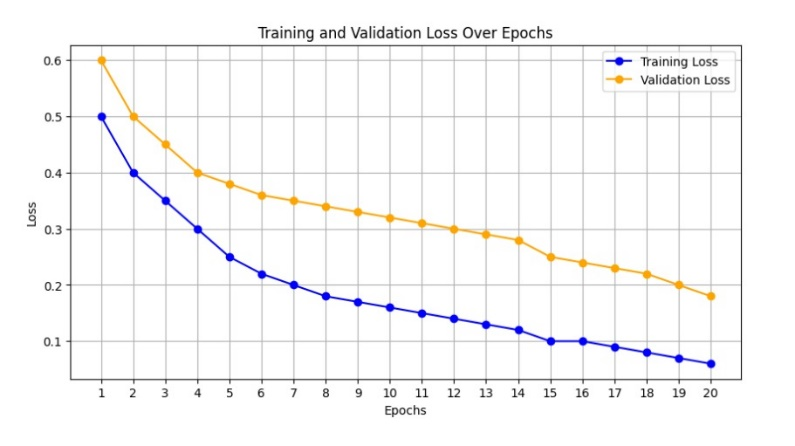 Training and Validation Loss Over Epochs
Training Loss
Validation Loss
0.6
0.5
0.4
0.3
0.2
0.1
Loss
1 2 3 4 5 6 7 8 9 10 11 12 13 14 15 16 17 18 19 20
Epochs